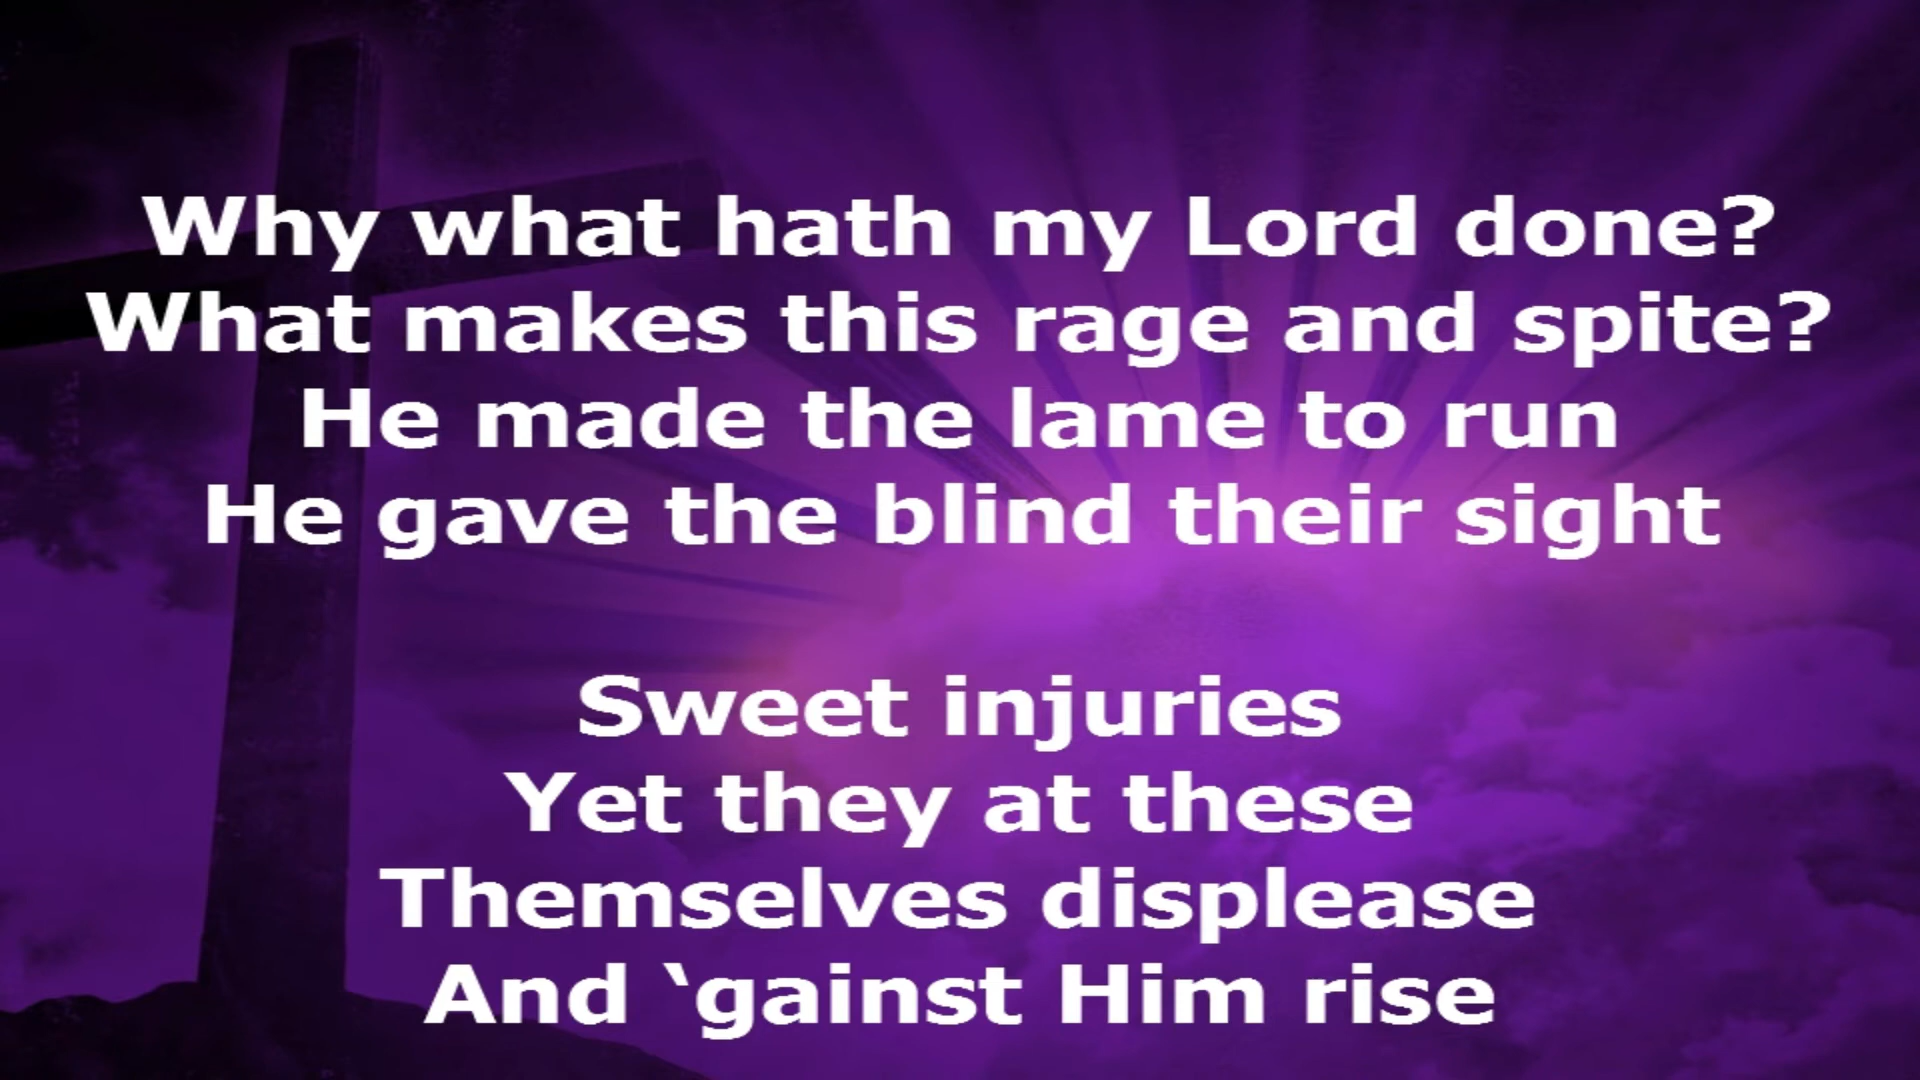 Why what hath my Lord done?
What makes this rage and spite?
He made the lame to run
He gave the blind their sight
Sweet injuries
Yet they at these
Themselves displease
And ‛gainst Him rise